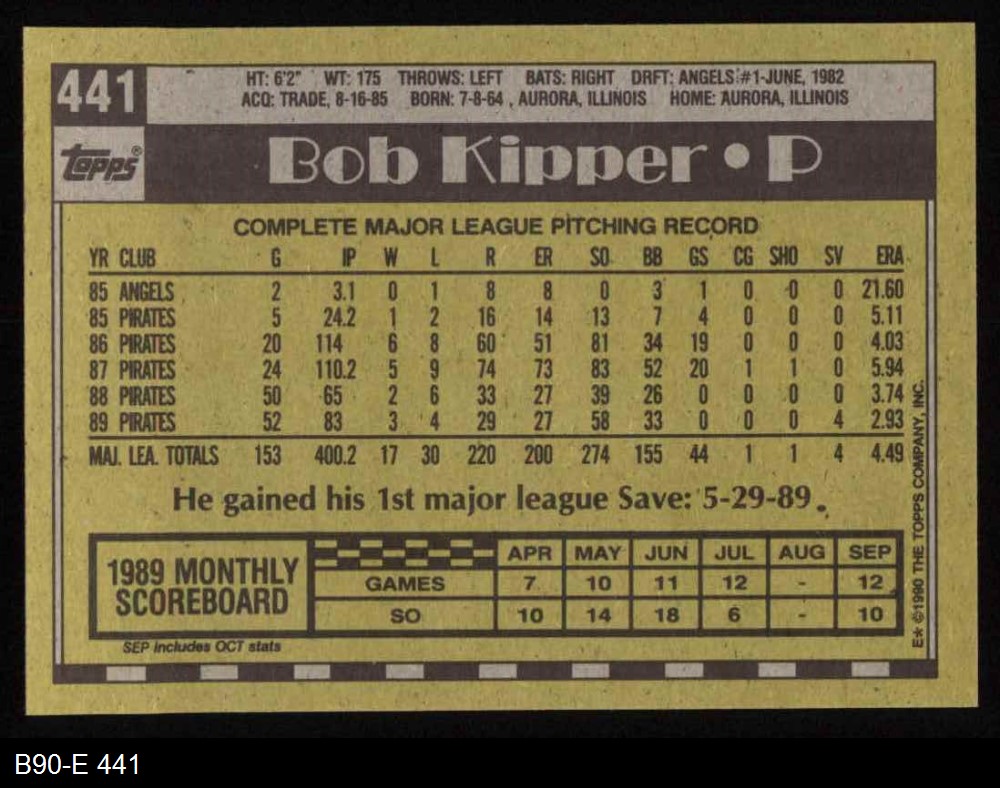 441
HT: 6'2" WT: 175 THROWS: LEFT BATS: RIGHT DRFT: ANGELS #1-JUNE, 1982
ACQ: TRADE, 8-16-85 BORN: 7-8-64, AURORA, ILLINOIS HOME: AURORA, ILLINOIS
Topps®
Bob Kipper • P
COMPLETE MAJOR LEAGUE PITCHING RECORD
YR CLUB G IP W L R ER SO BB GS CG SHO SV ERA
85 ANGELS 2 3.1 0 1 8 8 0 3 1 0 0 0 21.60
85 PIRATES 5 24.2 1 2 16 14 13 7 4 0 0 0 5.11
86 PIRATES 20 114 6 8 60 51 81 34 19 0 0 0 4.03
87 PIRATES 24 110.2 5 9 74 73 83 52 20 1 1 0 5.94
88 PIRATES 50 65 2 6 33 27 39 26 0 0 0 0 3.74
89 PIRATES 52 83 3 4 29 27 58 33 0 0 0 4 2.93
MAJ. LEA. TOTALS 153 400.2 17 30 220 200 274 155 44 1 1 4 4.49
He gained his 1st major league Save: 5-29-89.
1989 MONTHLY
SCOREBOARD
APR MAY JUN JUL AUG SEP
GAMES 7 10 11 12 - 12
SO 10 14 18 6 - 10
SEP includes OCT stats
E* ©1990 THE TOPPS COMPANY, INC.
B90-E 441